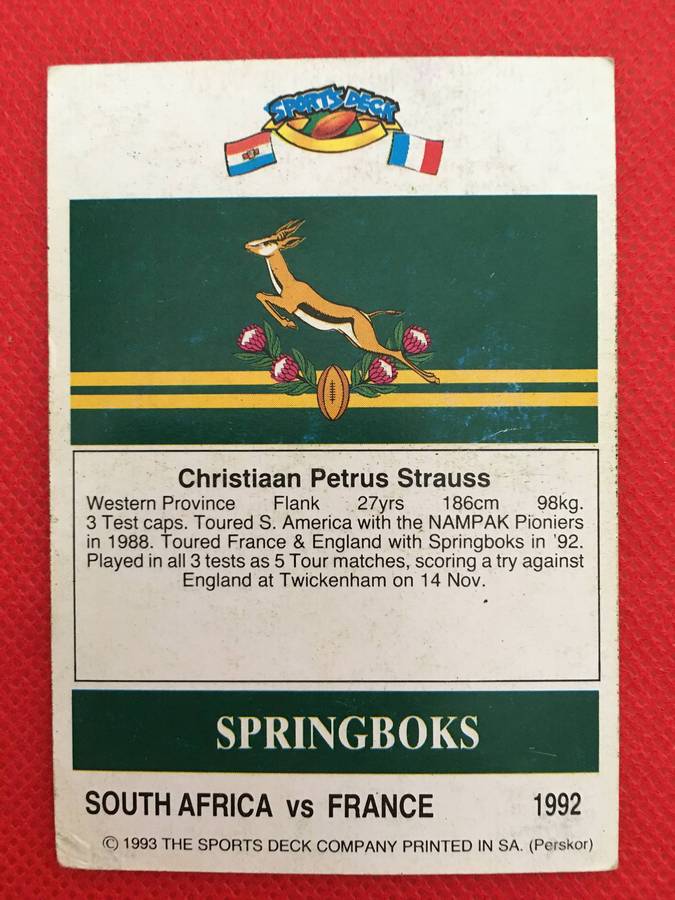 SPORTS DECK
Christiaan Petrus Strauss
Western Province Flank 27yrs 186cm 98kg.
3 Test caps. Toured S. America with the NAMPAK Pioniers
in 1988. Toured France & England with Springboks in '92.
Played in all 3 tests as 5 Tour matches, scoring a try against
England at Twickenham on 14 Nov.
SPRINGBOKS
SOUTH AFRICA vs FRANCE 1992
© 1993 THE SPORTS DECK COMPANY PRINTED IN SA. (Perskor)